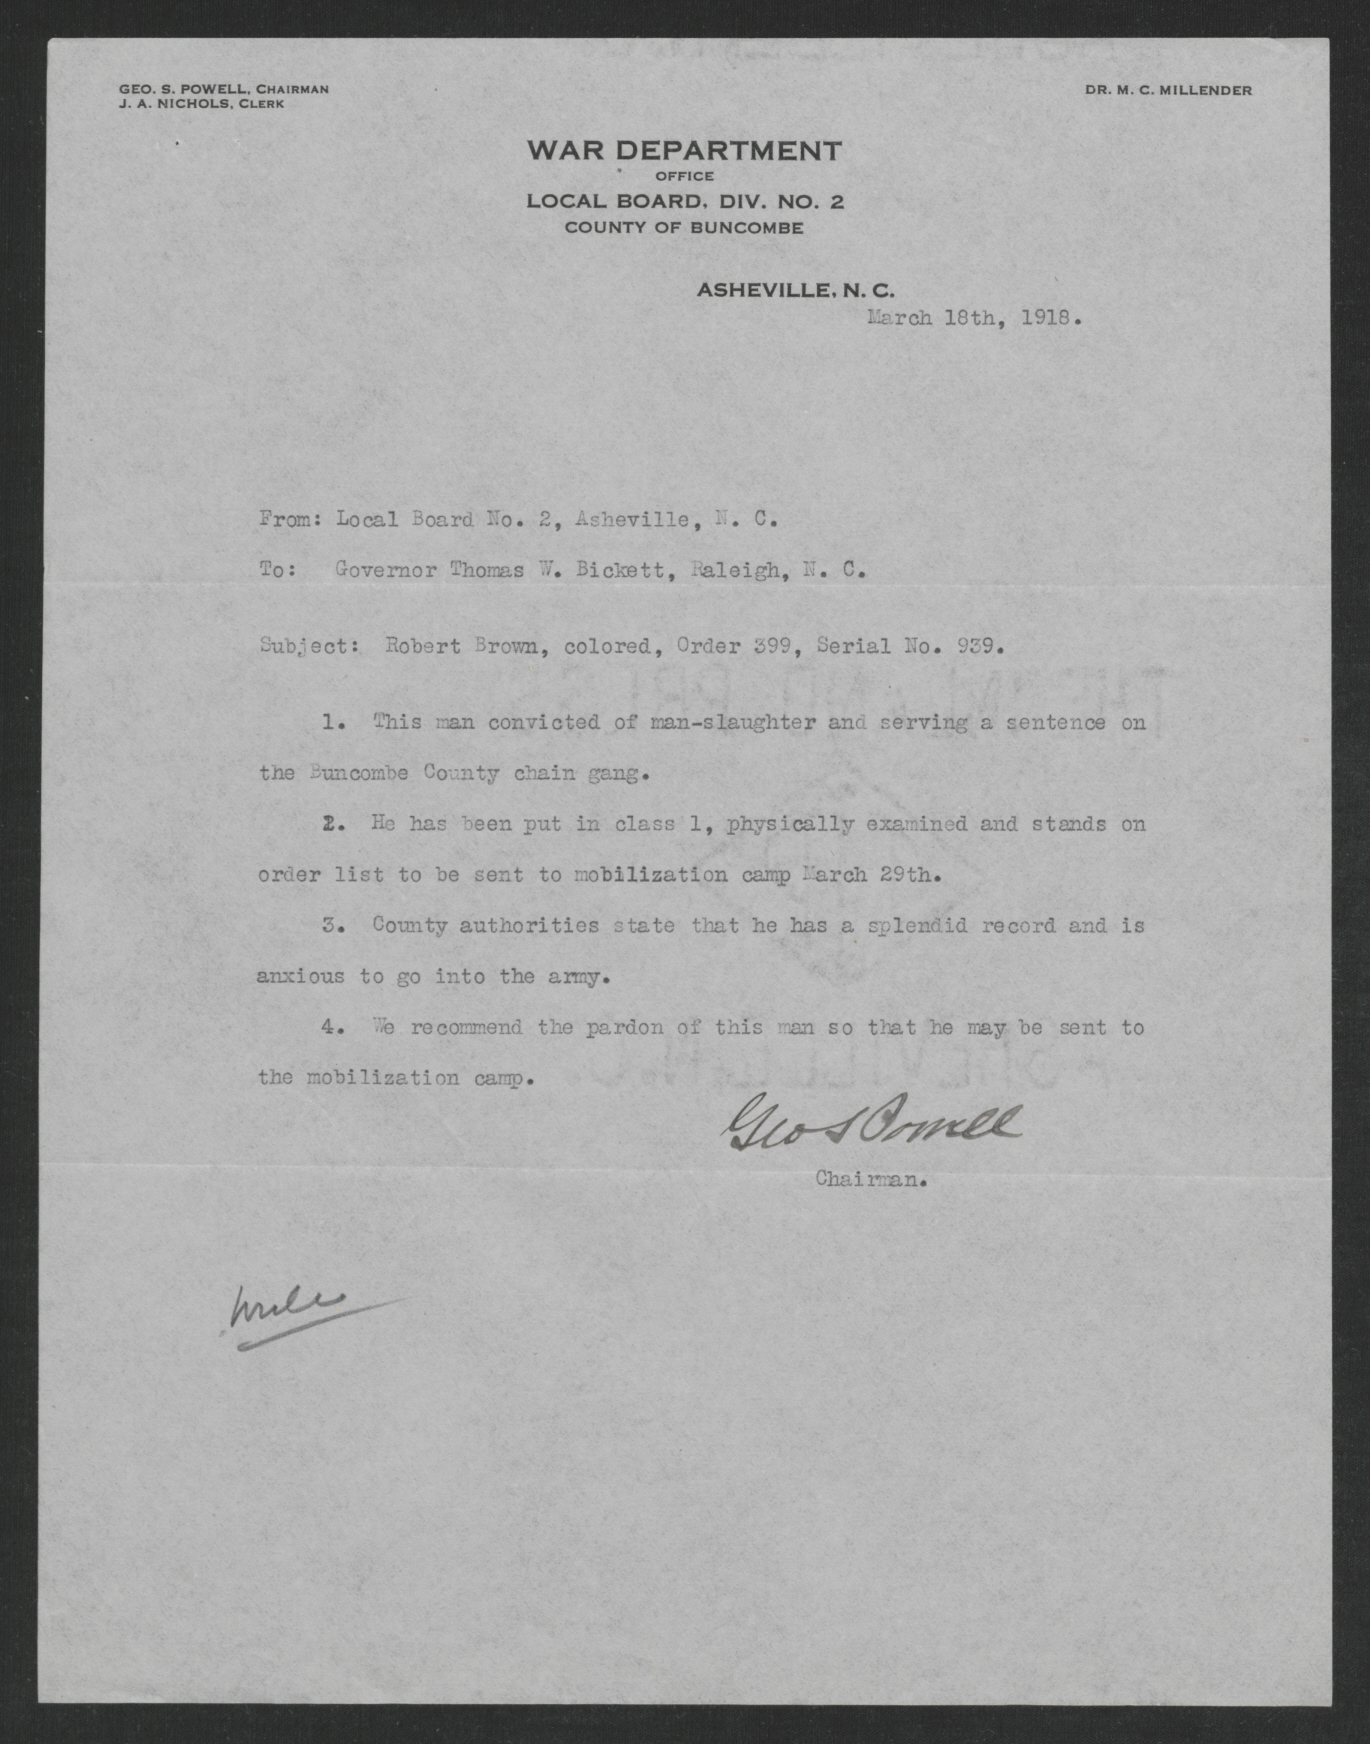 GEO. S. POWELL, CHAIRMAN
J. A. NICHOLS, CLERK
DR. M. C. MILLENDER
WAR DEPARTMENT
OFFICE
LOCAL BOARD, DIV. NO. 2
COUNTY OF BUNCOMBE
ASHEVILLE, N. C.
March 18th, 1918.
From: Local Board No. 2, Asheville, N. C.
To: Governor Thomas W. Bickett, Raleigh, N. C.
Subject: Robert Brown, colored, Order 399, Serial No. 939.
1. This man convicted of man-slaughter and serving a sentence on
the Buncombe County chain gang.
2. He has been put in class 1, physically examined and stands on
order list to be sent to mobilization camp March 29th.
3. County authorities state that he has a splendid record and is
anxious to go into the army.
4. We recommend the pardon of this man so that he may be sent to
the mobilization camp.
Geo S Powell
Chairman.